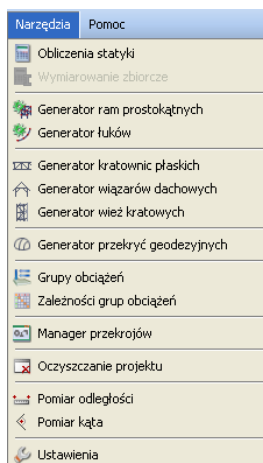 Narzędzia Pomoc
Obliczenia statyki
Wymiarowanie zbiorcze
Generator ram prostokątnych
Generator łuków
Generator kratownic płaskich
Generator wiązarów dachowych
Generator wież kratowych
Generator przekryć geodezyjnych
Grupy obciążeń
Zależności grup obciążeń
Manager przekrojów
Oczyszczanie projektu
Pomiar odległości
Pomiar kąta
Ustawienia